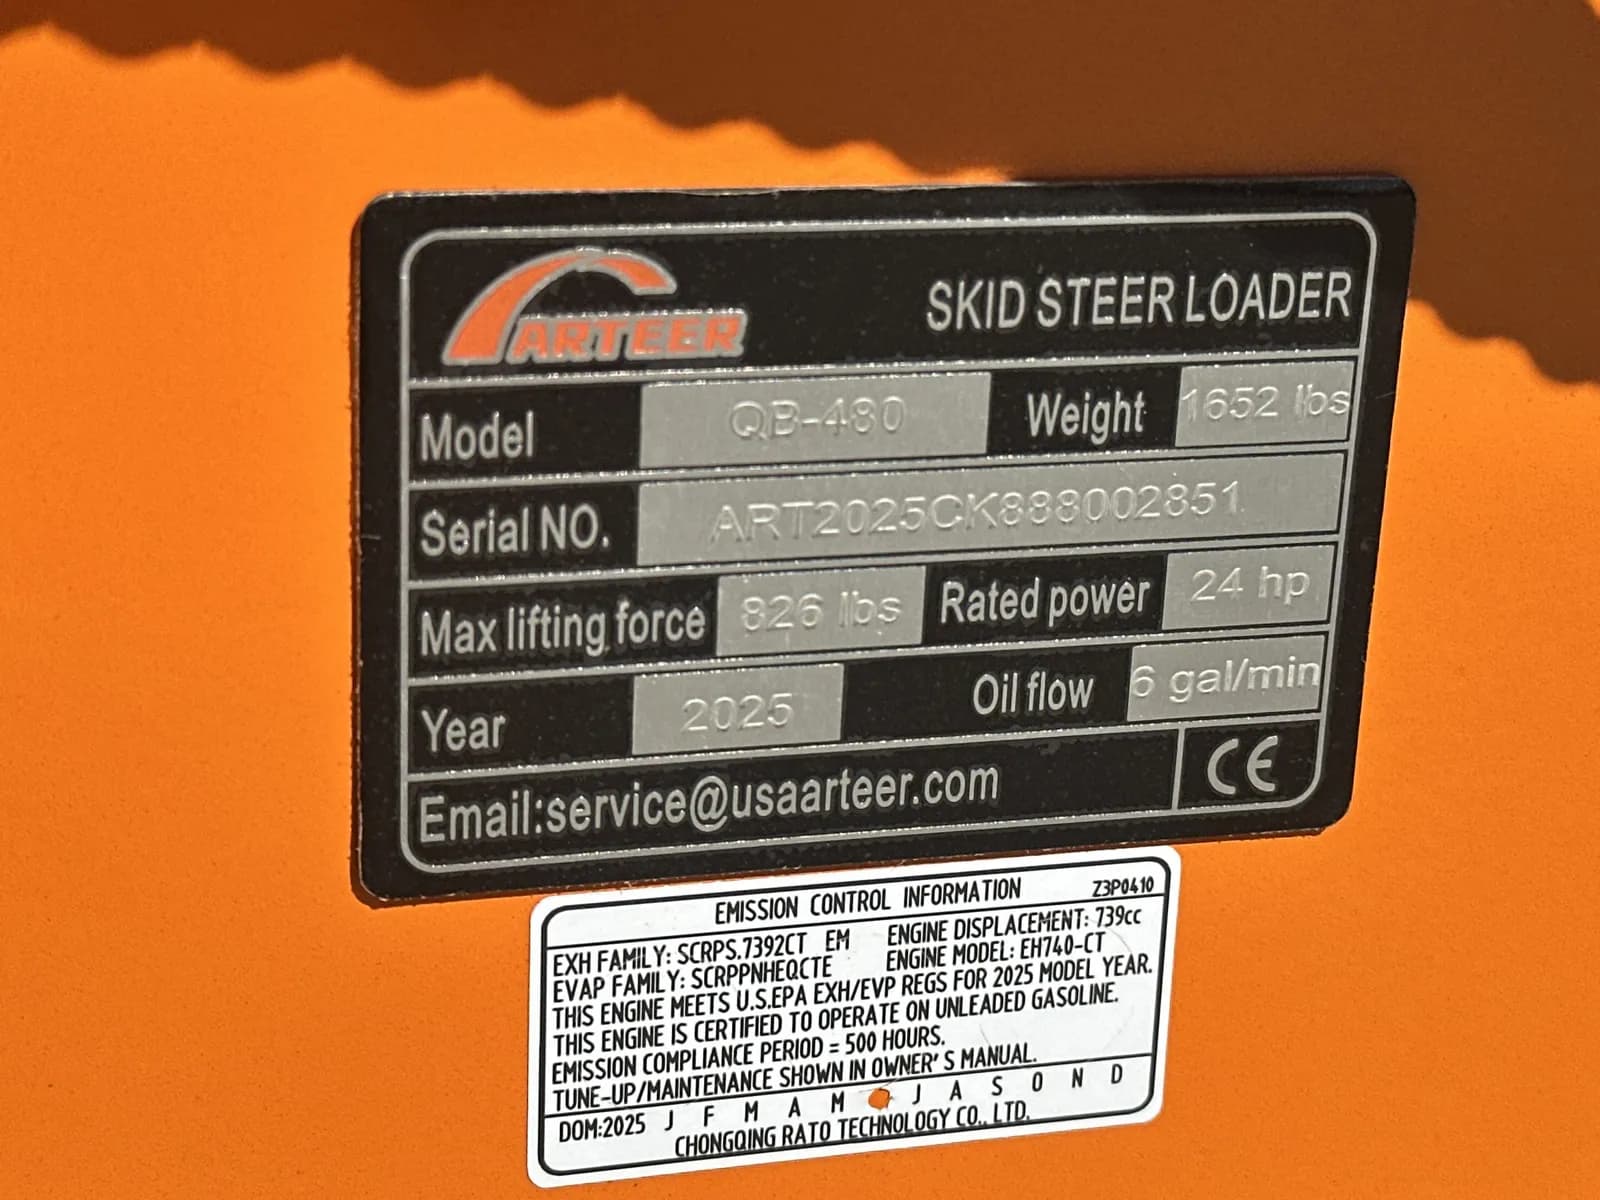 ARTEER SKID STEER LOADER
Model QB-480 Weight 1652 lbs
Serial NO. ART2025CK888002851
Max lifting force 826 lbs Rated power 24 hp
Year 2025 Oil flow 6 gal/min
Email:service@usaarteer.com CE
EMISSION CONTROL INFORMATION Z3P0410
EXH FAMILY: SCRPS.7392CT EM ENGINE DISPLACEMENT: 739cc
EVAP FAMILY: SCRPPNHEQCTE ENGINE MODEL: EH740-CT
THIS ENGINE MEETS U.S.EPA EXH/EVP REGS FOR 2025 MODEL YEAR.
THIS ENGINE IS CERTIFIED TO OPERATE ON UNLEADED GASOLINE.
EMISSION COMPLIANCE PERIOD = 500 HOURS.
TUNE-UP/MAINTENANCE SHOWN IN OWNER'S MANUAL.
DOM:2025 J F M A M J A S O N D
CHONGQING RATO TECHNOLOGY CO., LTD.